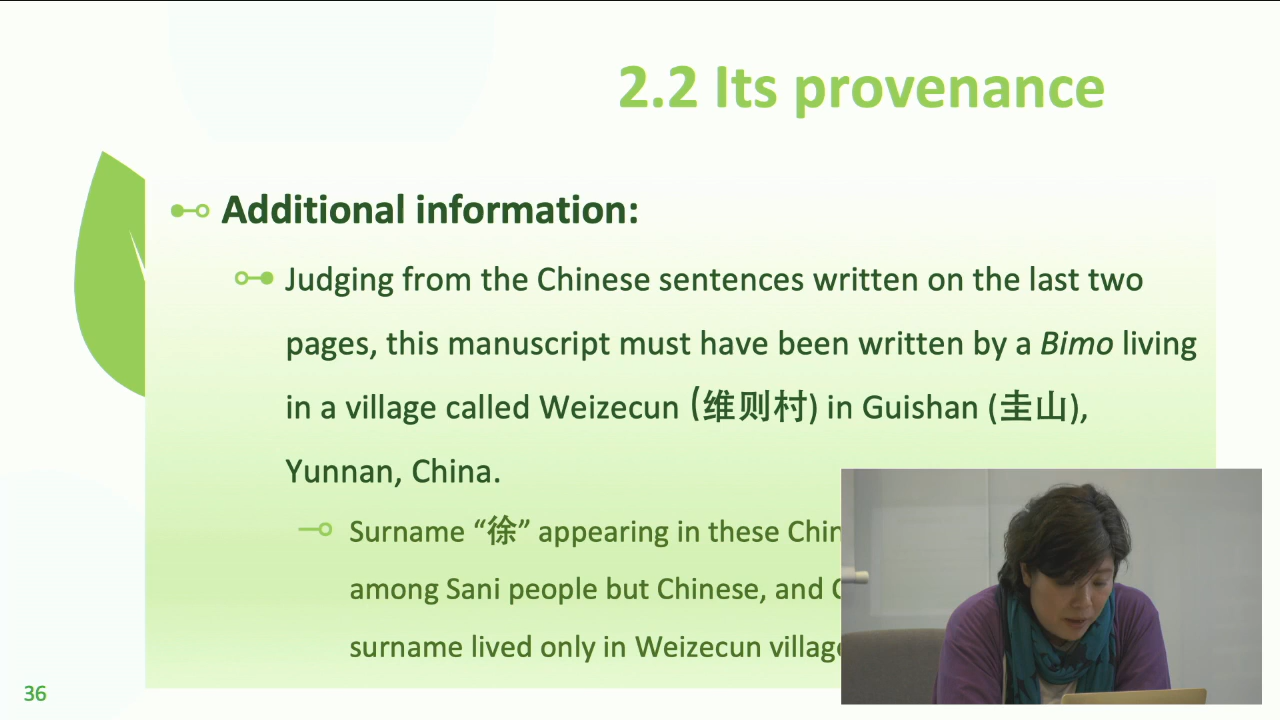 2.2 Its provenance
Additional information:
Judging from the Chinese sentences written on the last two
pages, this manuscript must have been written by a Bimo living
in a village called Weizecun (维则村) in Guishan (圭山),
Yunnan, China.
Surname “徐” appearing in these
among Sani people but Chinese, and
surname lived only in Weizecun
36